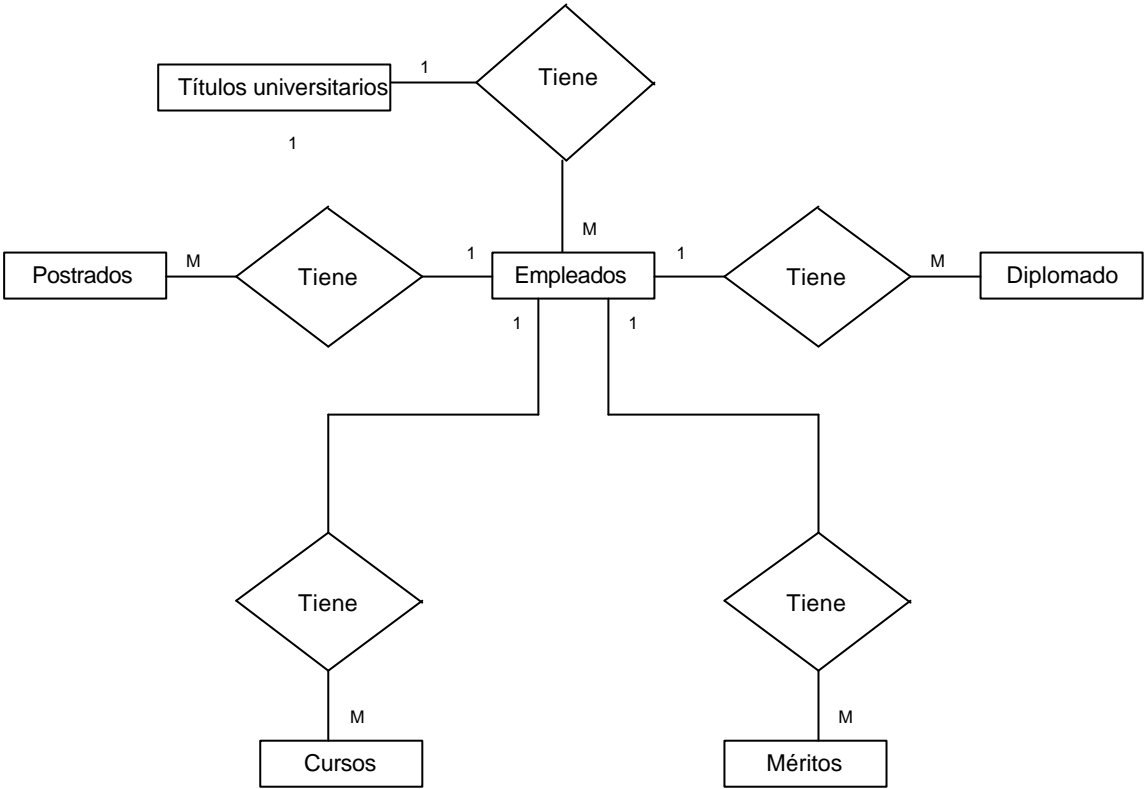 1
Tiene
Títulos universitarios
1
M
Postrados
M
Tiene
1
Empleados
1
Tiene
M
Diplomado
1
1
Tiene
Tiene
M
M
Cursos
Méritos